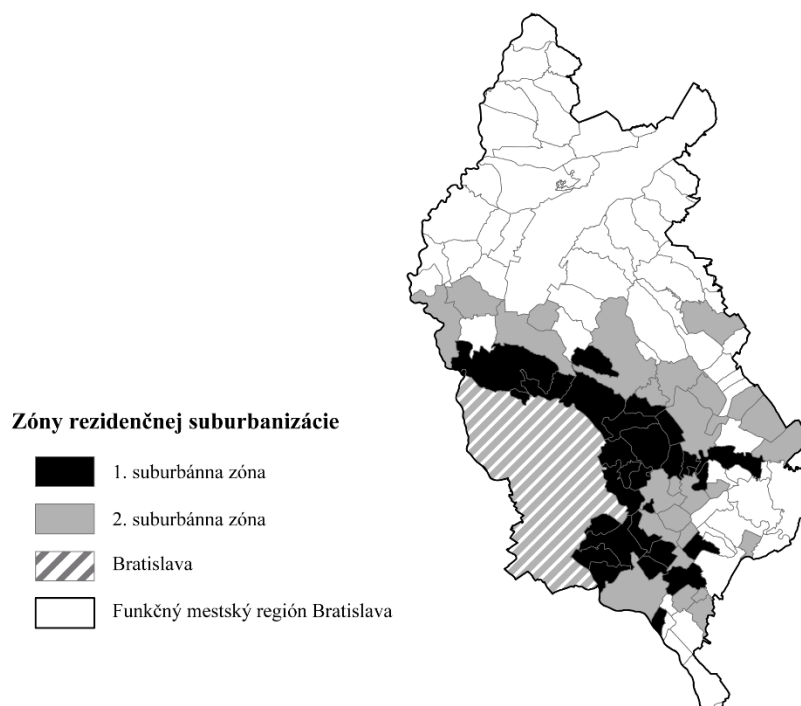 Zóny rezidenčnej suburbanizácie
1. suburbánna zóna
2. suburbánna zóna
Bratislava
Funkčný mestský región Bratislava